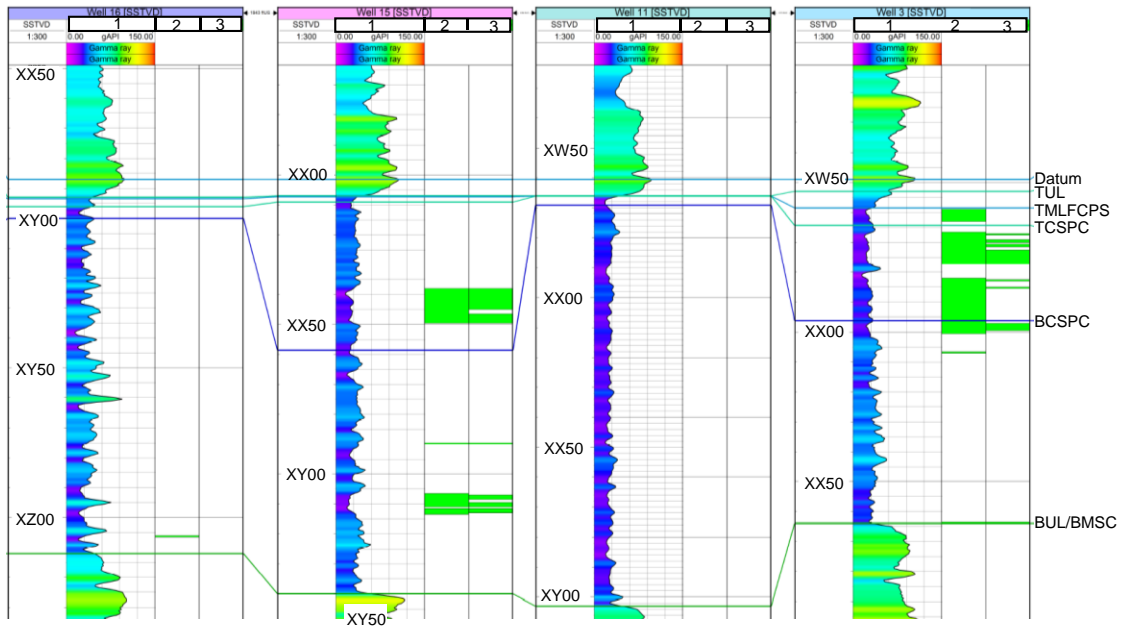 Well 16 [SSTVD]
Well 15 [SSTVD]
Well 11 [SSTVD]
Well 3 [SSTVD]
SSTVD 1 2 3
SSTVD 1 2 3
SSTVD 1 2 3
SSTVD 1 2 3
1:300 0.00 gAPI 150.00
1:300 0.00 gAPI 150.00
1:300 0.00 gAPI 150.00
1:300 0.00 gAPI 150.00
Gamma ray
Gamma ray
Gamma ray
Gamma ray
Gamma ray
Gamma ray
Gamma ray
Gamma ray
XX50
XY00
XY50
XZ00
XX00
XX50
XY00
XY50
XW50
XX00
XX50
XY00
XW50
XX00
XX50
Datum
TUL
TMLFCPS
TCSPC
BCSPC
BUL/BMSC